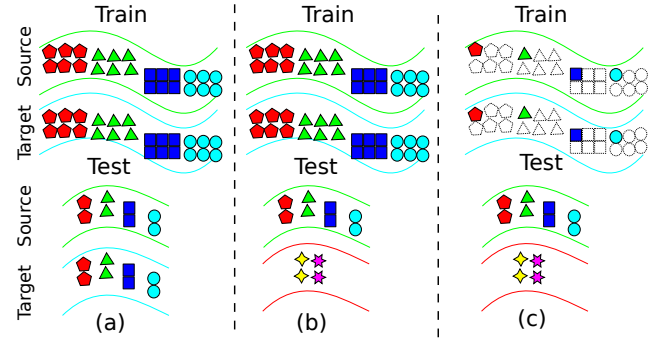 Train Train Train
Source
Target
Test Test Test
Source
Target
(a) (b) (c)